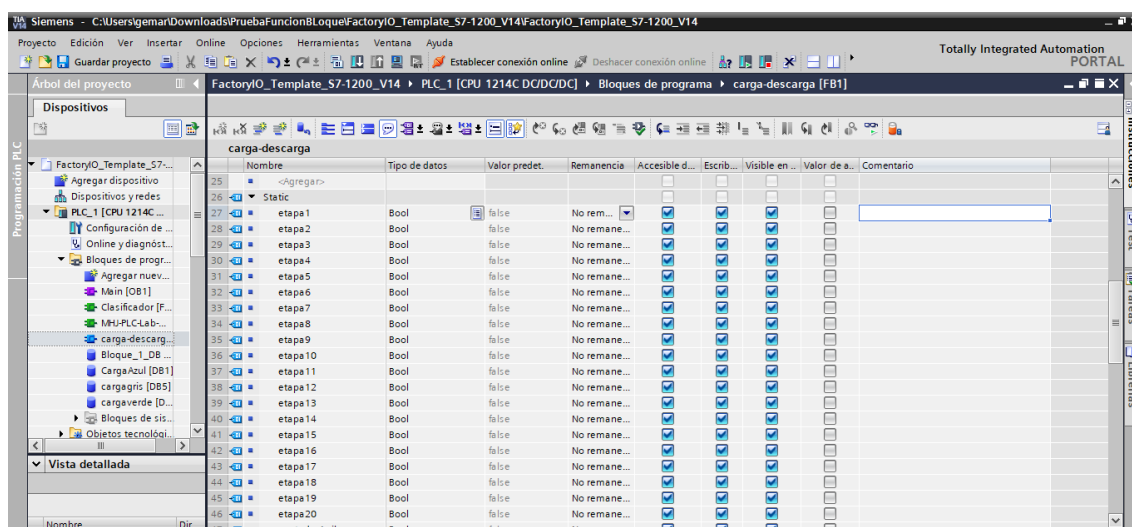 Siemens - C:\Users\gemar\Downloads\PruebaFuncionBLoque\FactoryIO_Template_S7-1200_V14\FactoryIO_Template_S7-1200_V14
Proyecto Edición Ver Insertar Online Opciones Herramientas Ventana Ayuda
Totally Integrated Automation
PORTAL
Guardar proyecto
Establecer conexión online
Deshacer conexión online
Árbol del proyecto
FactoryIO_Template_S7-1200_V14 PLC_1 [CPU 1214C DC/DC/DC] Bloques de programa carga-descarga [FB1]
Dispositivos
Programación PLC
FactoryIO_Template_S7-...
Agregar dispositivo
Dispositivos y redes
PLC_1 [CPU 1214C ...
Configuración de ...
Online y diagnóst...
Bloques de progr...
Agregar nuev...
Main [OB1]
Clasificador [F...
MHJ-PLC-Lab-...
carga-descarg...
Bloque_1_DB ...
CargaAzul [DB1]
cargagris [DB5]
cargaverde [D...
Bloques de sis...
Objetos tecnológi...
Vista detallada
Nombre Dir
carga-descarga
Nombre Tipo de datos Valor predet. Remanencia Accesible d... Escrib... Visible en .. Valor de a.. Comentario
25 <Agregar>
26 Static
27 etapa1 Bool false No rem...
28 etapa2 Bool false No remane...
29 etapa3 Bool false No remane...
30 etapa4 Bool false No remane...
31 etapa5 Bool false No remane...
32 etapa6 Bool false No remane...
33 etapa7 Bool false No remane...
34 etapa8 Bool false No remane...
35 etapa9 Bool false No remane...
36 etapa10 Bool false No remane...
37 etapa11 Bool false No remane...
38 etapa12 Bool false No remane...
39 etapa13 Bool false No remane...
40 etapa14 Bool false No remane...
41 etapa15 Bool false No remane...
42 etapa16 Bool false No remane...
43 etapa17 Bool false No remane...
44 etapa18 Bool false No remane...
45 etapa19 Bool false No remane...
46 etapa20 Bool false No remane...